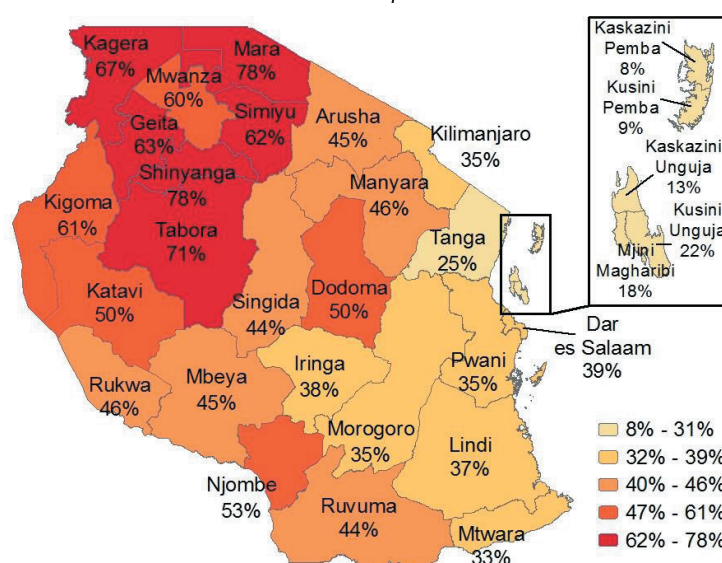 Kagera
67%
Mara
78%
Mwanza
60%
Simiyu
62%
Geita
63%
Shinyanga
78%
Kigoma
61%
Tabora
71%
Arusha
45%
Kilimanjaro
35%
Manyara
46%
Tanga
25%
Katavi
50%
Singida
44%
Dodoma
50%
Dar
es Salaam
39%
Rukwa
46%
Mbeya
45%
Iringa
38%
Pwani
35%
Morogoro
35%
Lindi
37%
Njombe
53%
Ruvuma
44%
Mtwara
33%
Kaskazini
Pemba
8%
Kusini
Pemba
9%
Kaskazini
Unguja
13%
Kusini
Unguja
22%
Mjini
Magharibi
18%
8% - 31%
32% - 39%
40% - 46%
47% - 61%
62% - 78%